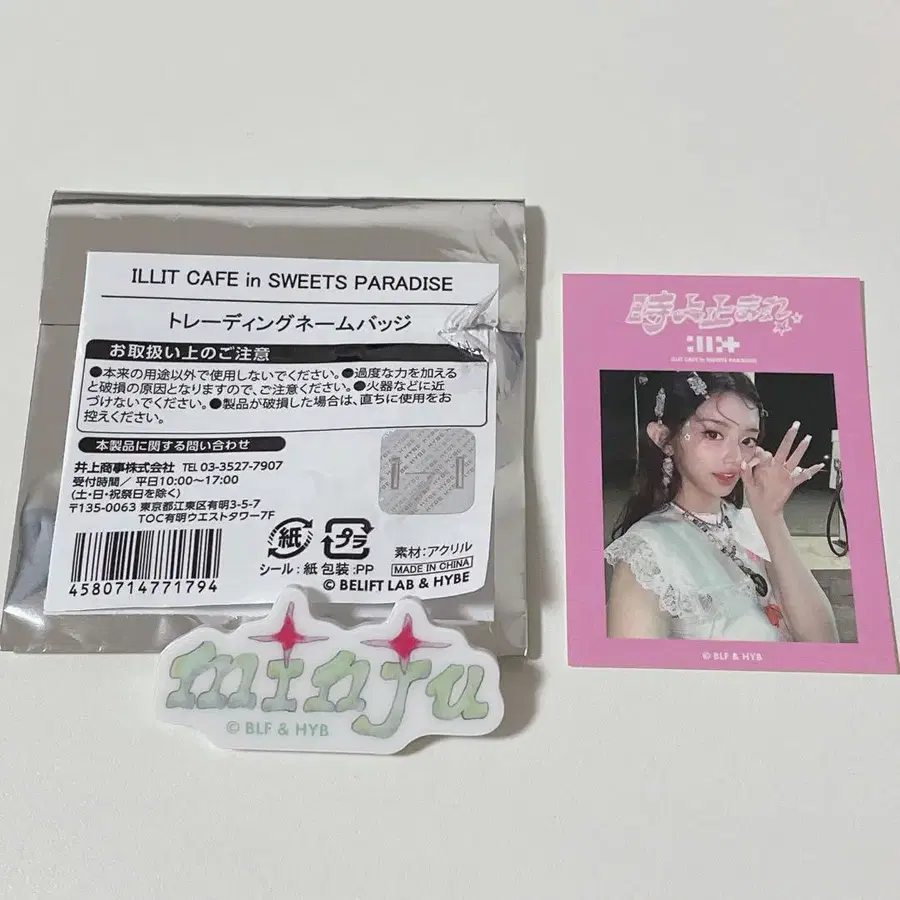 ILLIT CAFE in SWEETS PARADISE
トレーディングネームバッジ
お取扱い上のご注意
●本来の用途以外で使用しないでください。●過度な力を加える
と破損の原因となりますので、ご注意ください。●火器などに近
づけないでください。●製品が破損した場合は、直ちに使用をお
控えください。
本製品に関する問い合わせ
井上商事株式会社 TEL 03-3527-7907
受付時間／平日10:00～17:00
(土・日・祝祭日を除く)
〒135-0063 東京都江東区有明3-5-7
TOC有明ウエストタワー7F
4580714771794
紙
プラ
シール：紙 包装：PP
素材：アクリル
MADE IN CHINA
© BELIFT LAB & HYBE
minju
© BLF & HYB
時よ止まれ
ILLIT CAFE in SWEETS PARADISE
© BLF & HYB